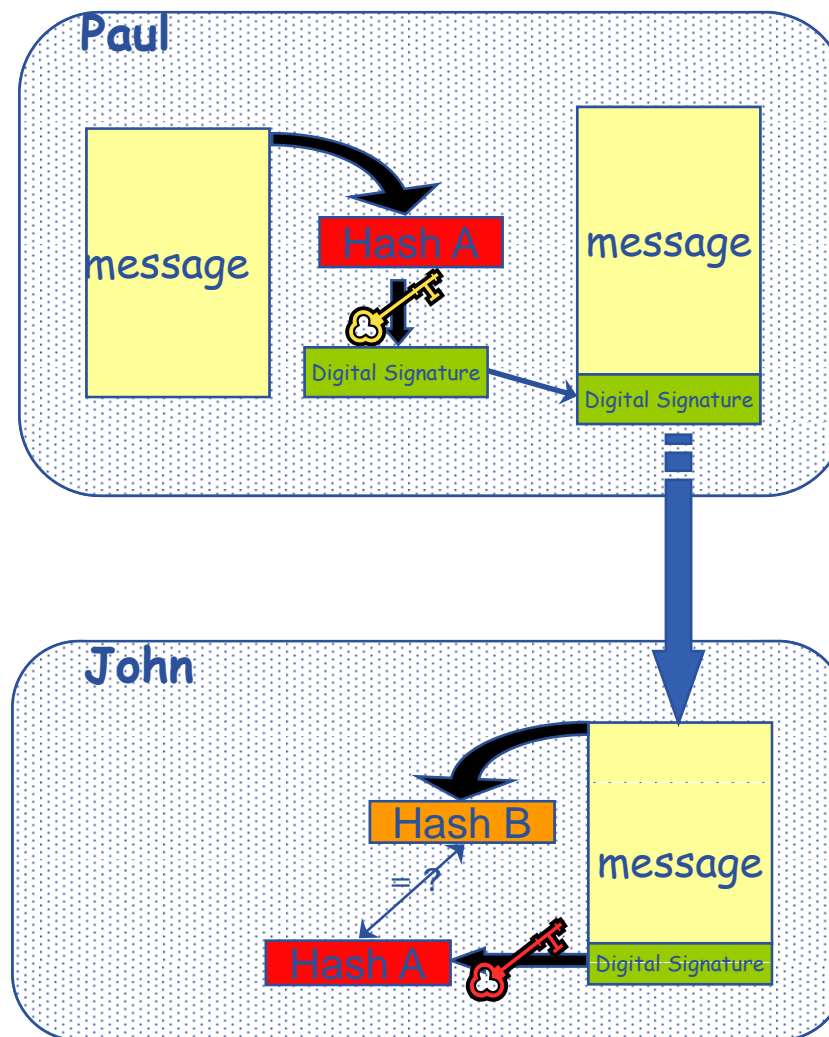 Paul
message
Hash A
Digital Signature
message
Digital Signature
John
Hash B
= ?
Hash A
message
Digital Signature